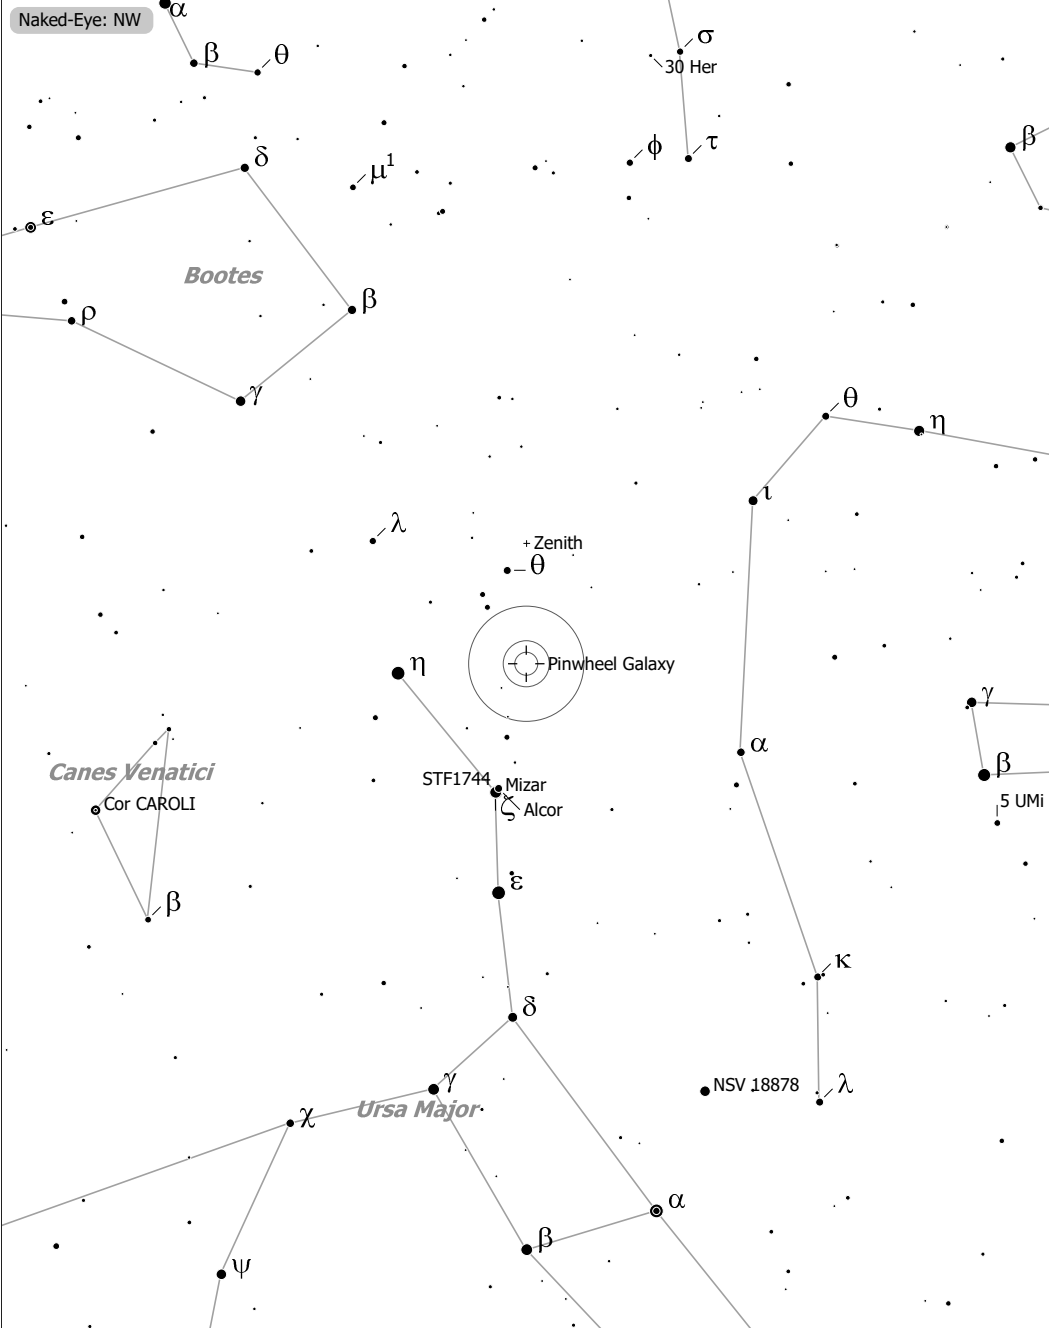 Naked-Eye: NW
α
β
θ
σ
30 Her
β
δ
μ¹
ϕ
τ
ε
Bootes
β
ρ
γ
θ
η
ι
λ
Zenith
θ
η
Pinwheel Galaxy
γ
α
β
Canes Venatici
STF1744
Mizar
Cor CAROLI
ζ
Alcor
5 UMi
ε
β
κ
δ
γ
NSV 18878
λ
Ursa Major
χ
α
β
ψ